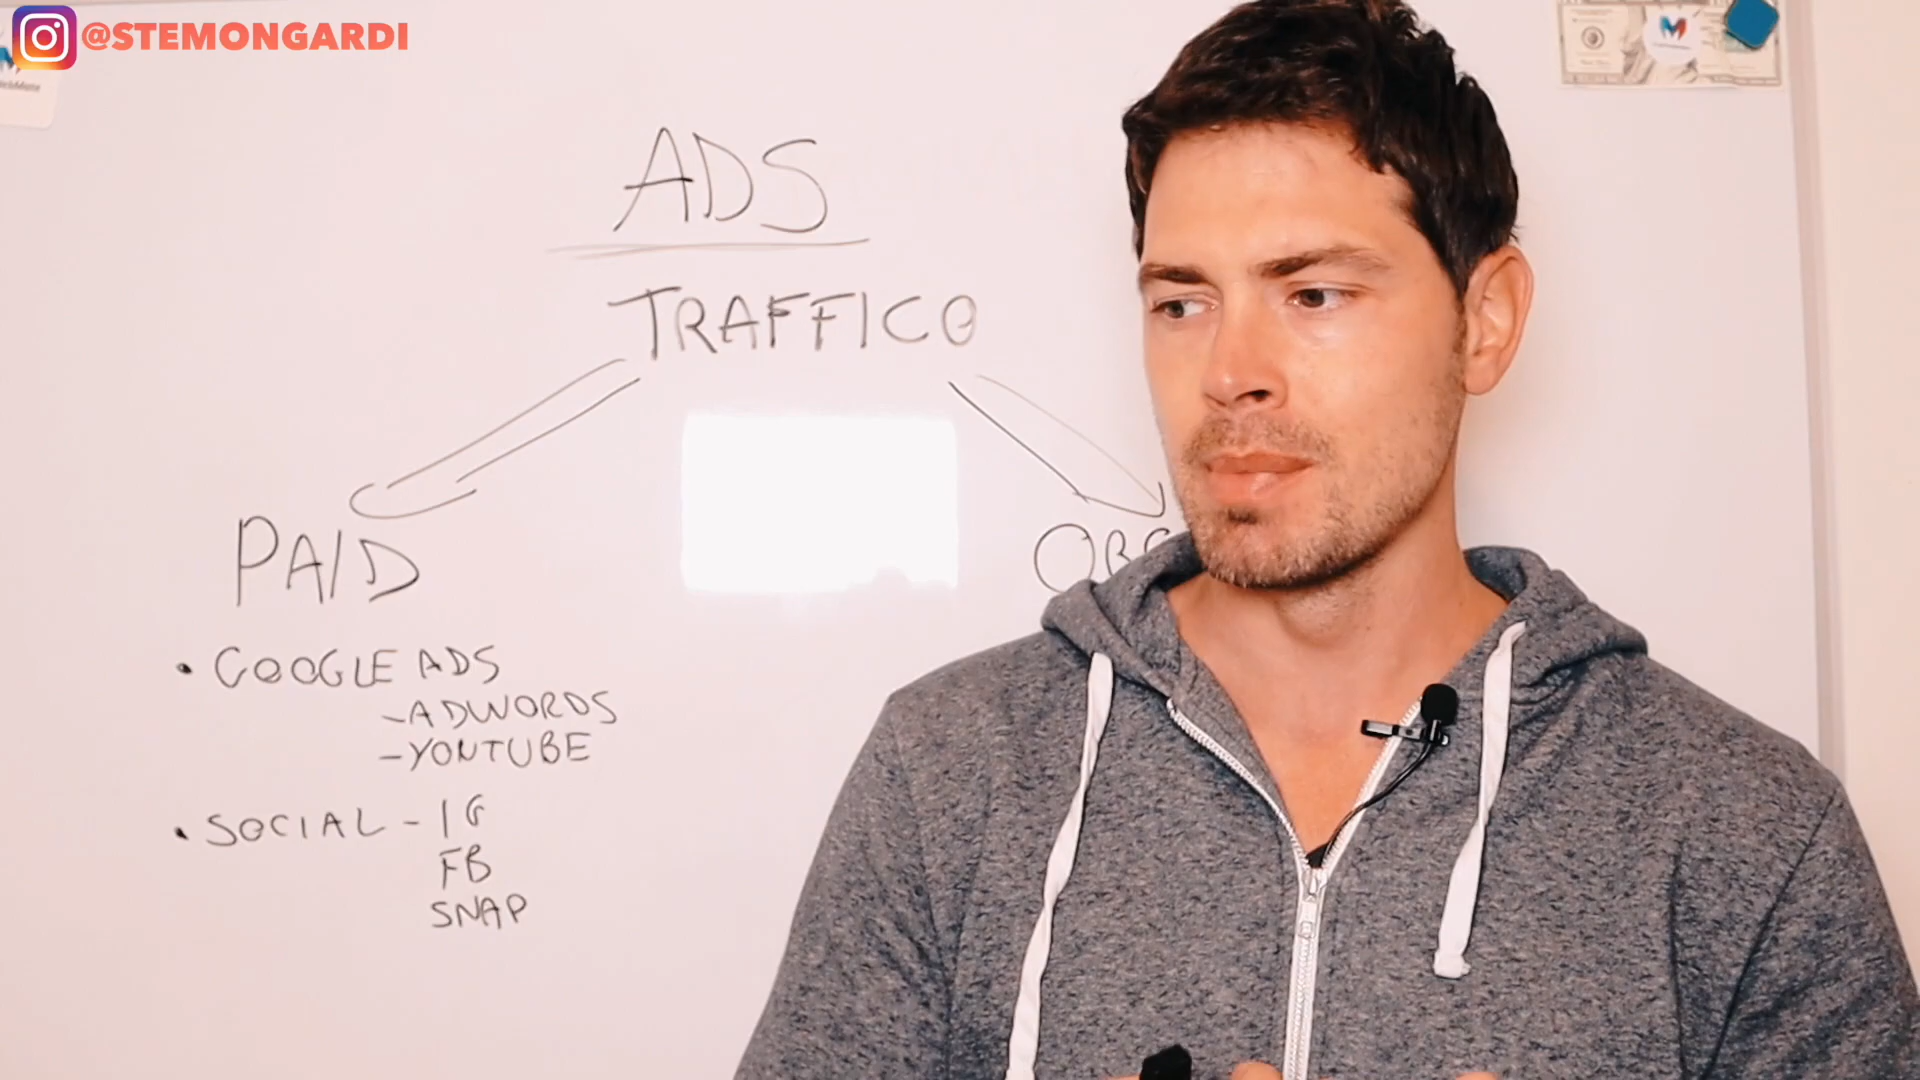 @STEMONGARDI
ADS
TRAFFICO
PAID
• GOOGLE ADS
- ADWORDS
- YOUTUBE
• SOCIAL - IG
FB
SNAP